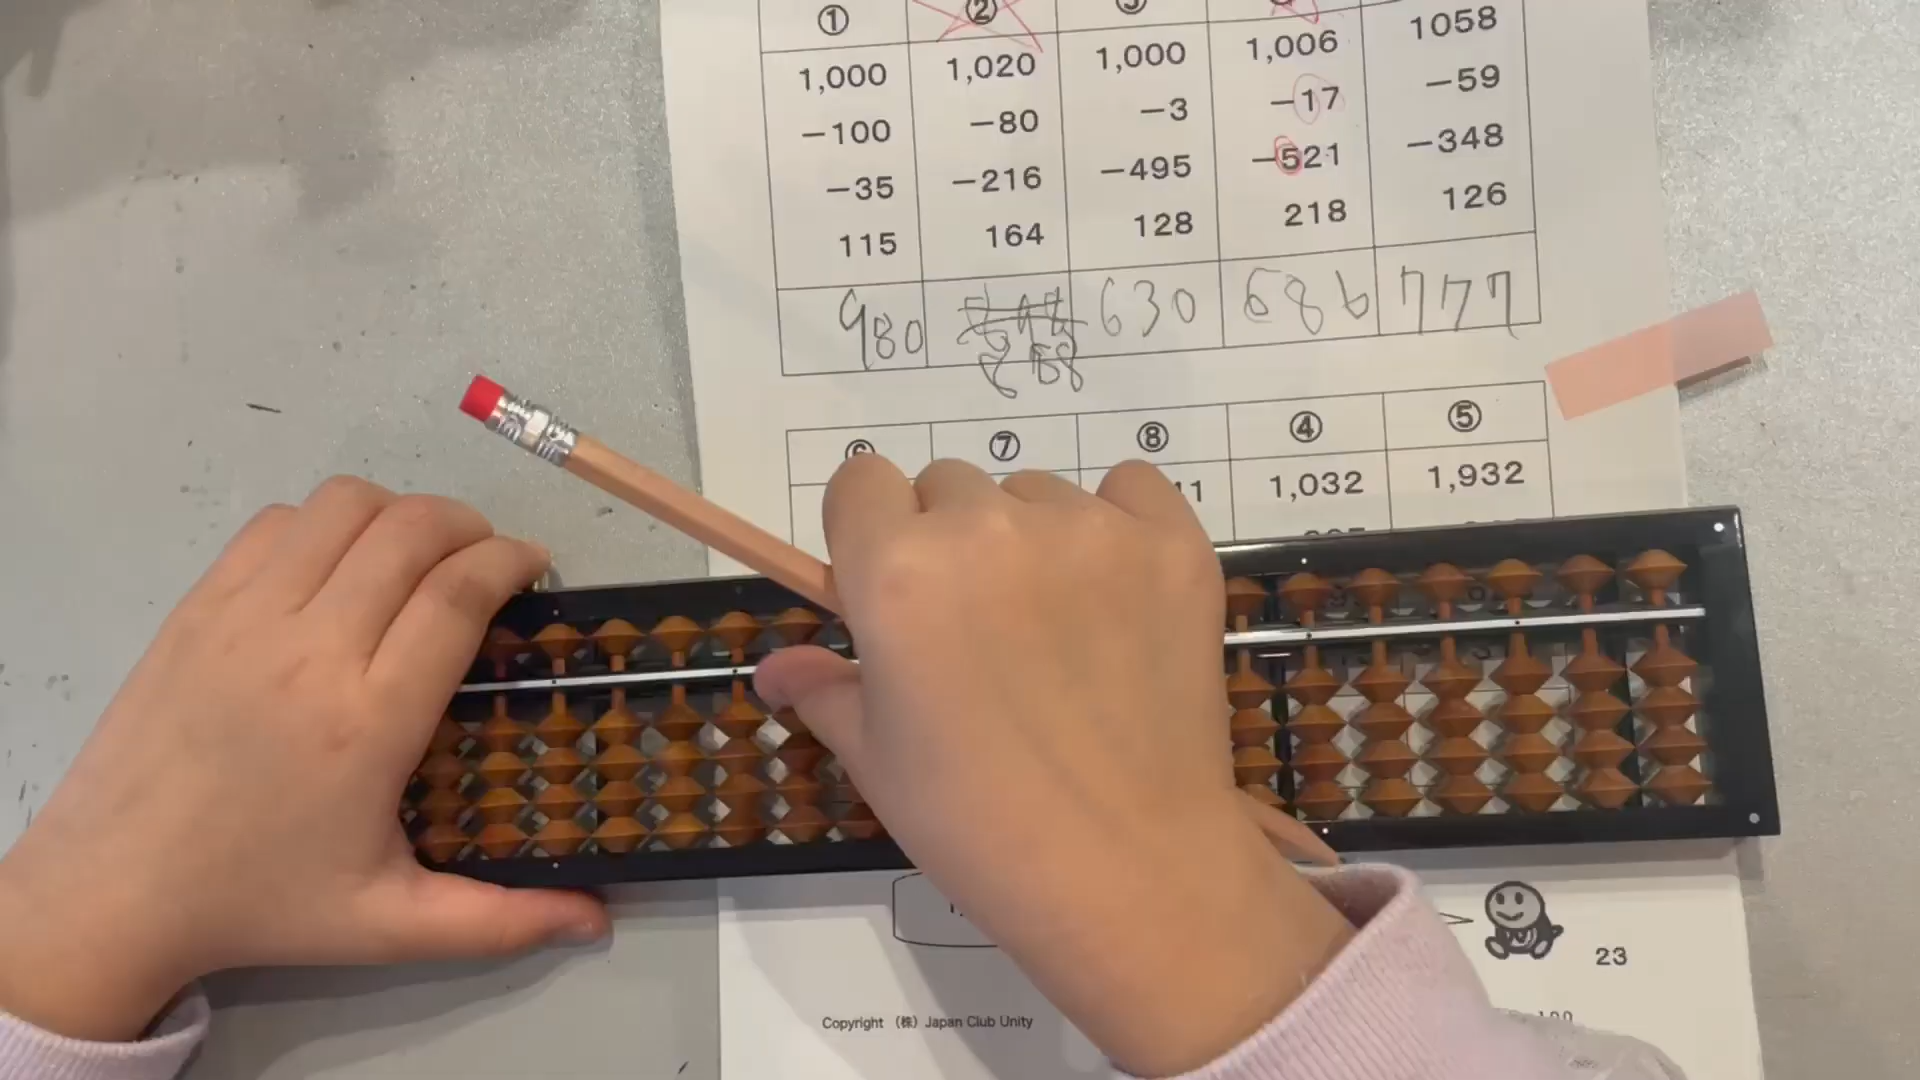 ① ② ③
1,000 1,020 1,000 1,006 1058
-100 -80 -3 -17 -59
-35 -216 -495 -521 -348
115 164 128 218 126
980 868 630 686 777
⑦ ⑧ ④ ⑤
1,032 1,932
23
Copyright (株) Japan Club Unity